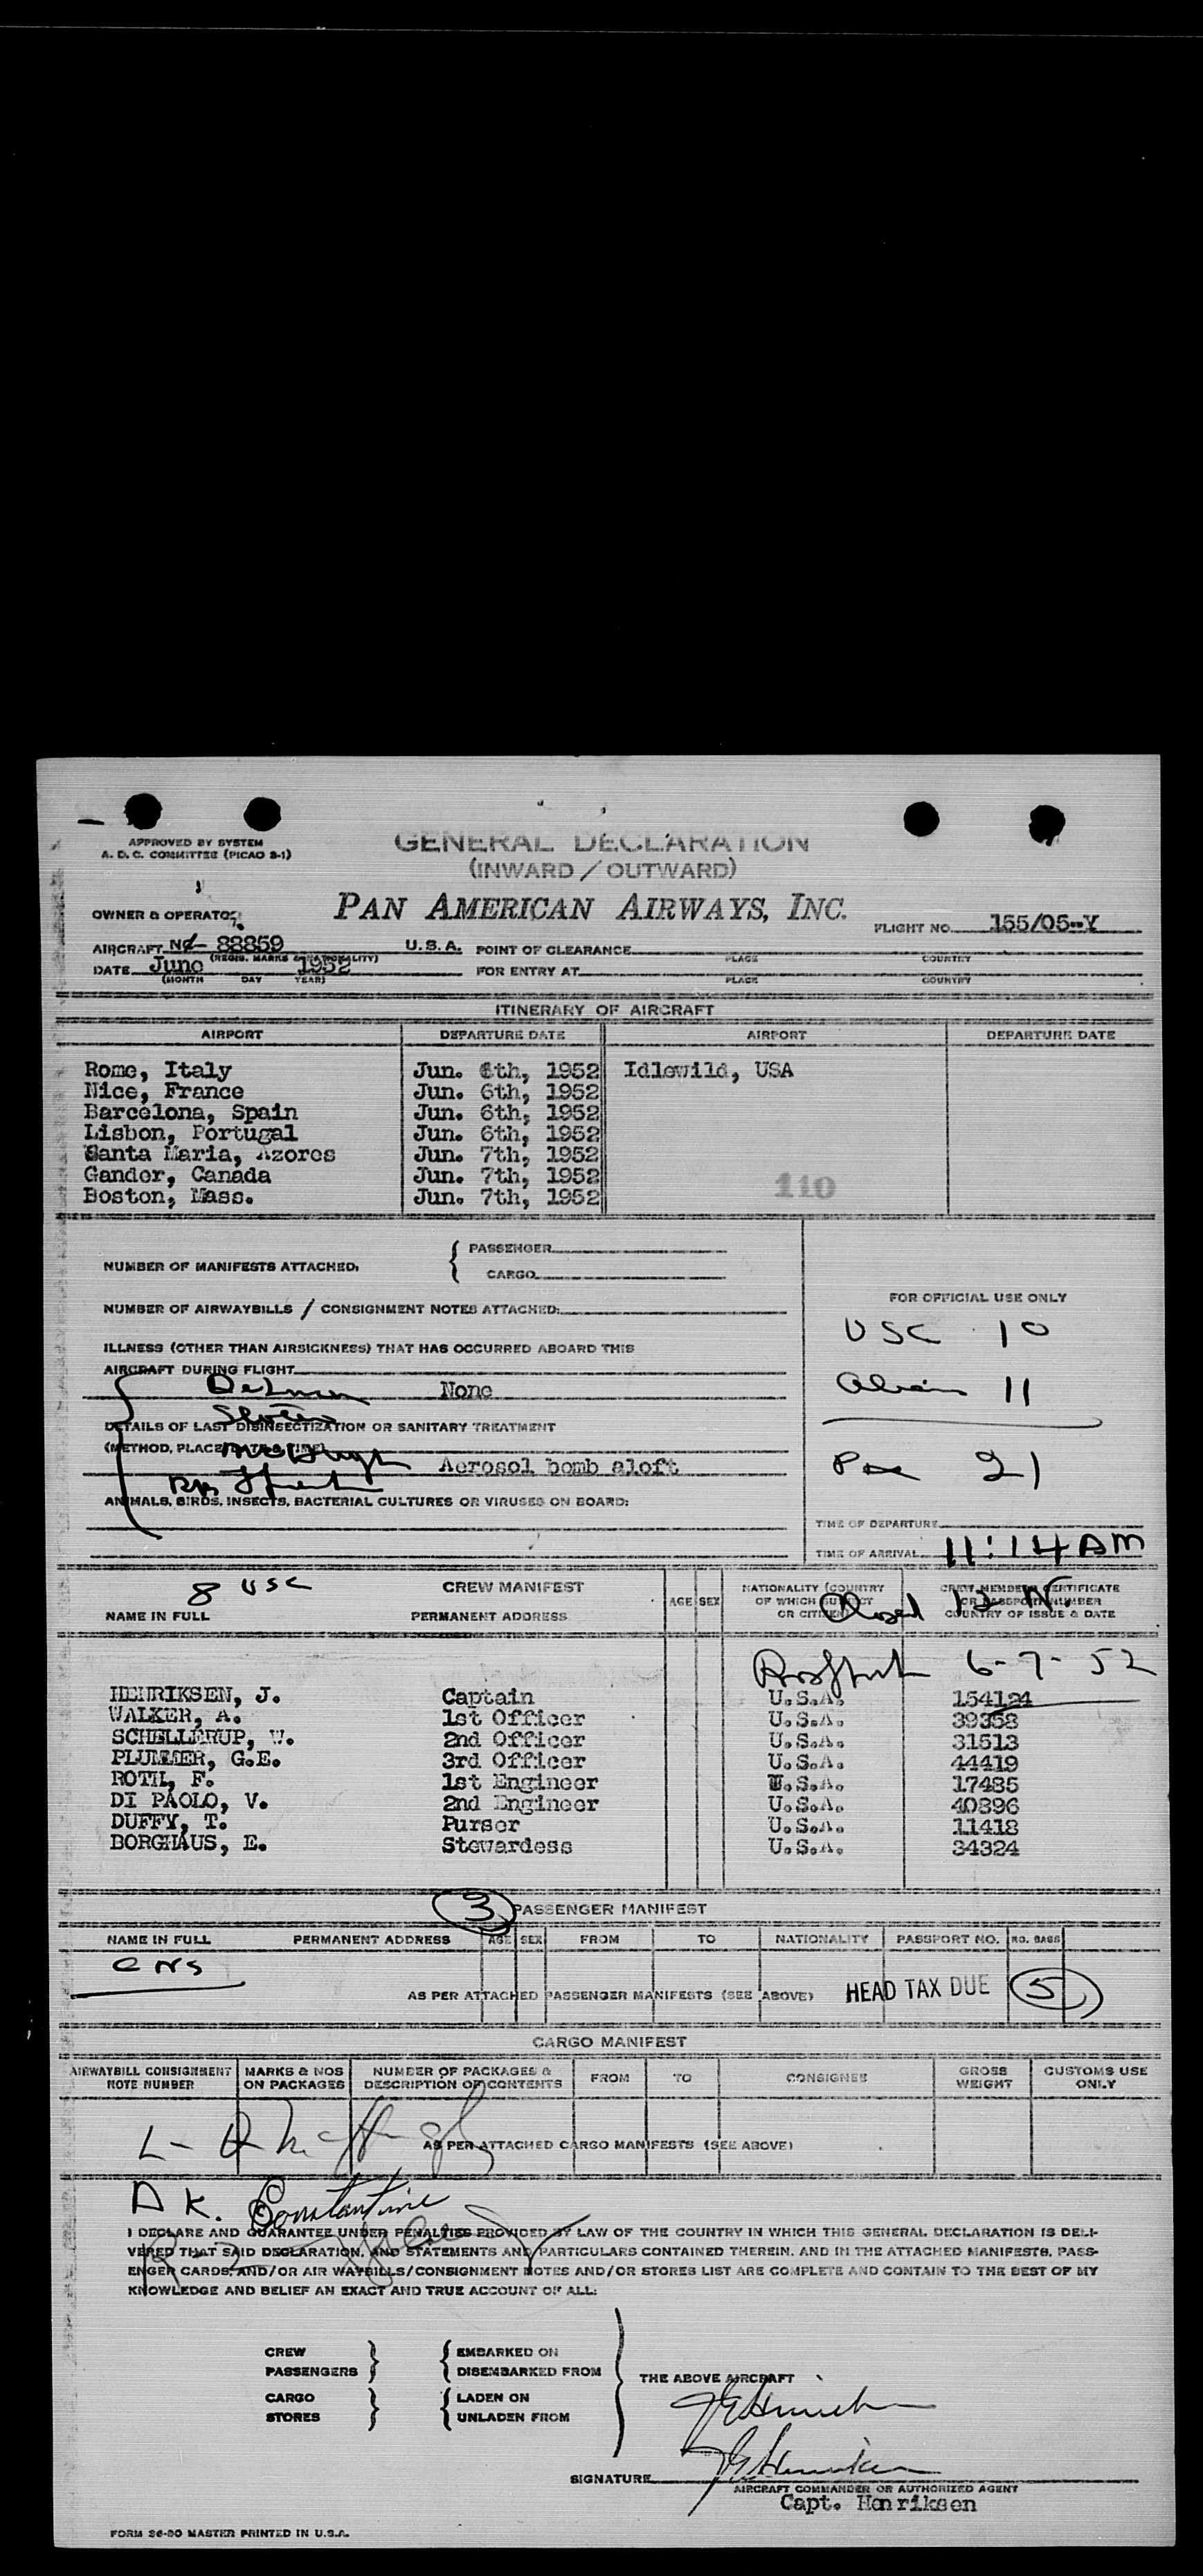 APPROVED BY SYSTEM
A. D. C. COMMITTEE (PICAO S-1)
GENERAL DECLARATION
(INWARD / OUTWARD)
OWNER & OPERATOR
PAN AMERICAN AIRWAYS, INC.
FLIGHT NO. 155/05--Y
AIRCRAFT 88859 U.S.A. POINT OF CLEARANCE
(REGIS. MARKS & NATIONALITY) PLACE COUNTRY
DATE June 1952 FOR ENTRY AT
(MONTH DAY YEAR) PLACE COUNTRY
ITINERARY OF AIRCRAFT
AIRPORT DEPARTURE DATE AIRPORT DEPARTURE DATE
Rome, Italy Jun. 6th, 1952 Idlewild, USA
Nice, France Jun. 6th, 1952
Barcelona, Spain Jun. 6th, 1952
Lisbon, Portugal Jun. 6th, 1952
Santa Maria, Azores Jun. 7th, 1952
Gander, Canada Jun. 7th, 1952
Boston, Mass. Jun. 7th, 1952
110
NUMBER OF MANIFESTS ATTACHED, PASSENGER
CARGO
NUMBER OF AIRWAYBILLS / CONSIGNMENT NOTES ATTACHED:
FOR OFFICIAL USE ONLY
USC 10
ILLNESS (OTHER THAN AIRSICKNESS) THAT HAS OCCURRED ABOARD THIS
AIRCRAFT DURING FLIGHT
None
Alien 11
DETAILS OF LAST DISINSECTIZATION OR SANITARY TREATMENT
(METHOD, PLACE, DATE & TIME)
Aerosol bomb aloft
21
ANIMALS, BIRDS, INSECTS, BACTERIAL CULTURES OR VIRUSES ON BOARD:
TIME OF DEPARTURE
TIME OF ARRIVAL 11:14 AM
8 USC
CREW MANIFEST
NAME IN FULL PERMANENT ADDRESS AGE SEX NATIONALITY (COUNTRY OF WHICH SUBJECT OR CITIZEN) CREW MEMBERS CERTIFICATE OR PASSPORT NUMBER COUNTRY OF ISSUE & DATE
Closed 12 N.
6-7-52
HENRIKSEN, J. Captain U.S.A. 154124
WALKER, A. 1st Officer U.S.A. 39358
SCHELLERUP, W. 2nd Officer U.S.A. 31513
PLUMMER, G.E. 3rd Officer U.S.A. 44419
ROTH, F. 1st Engineer U.S.A. 17485
DI PAOLO, V. 2nd Engineer U.S.A. 40896
DUFFY, T. Purser U.S.A. 11418
BORGHAUS, E. Stewardess U.S.A. 34324
3 PASSENGER MANIFEST
NAME IN FULL PERMANENT ADDRESS AGE SEX FROM TO NATIONALITY PASSPORT NO. NO. BAGS
AS PER ATTACHED PASSENGER MANIFESTS (SEE ABOVE) HEAD TAX DUE 5
CARGO MANIFEST
AIRWAYBILL CONSIGNMENT NOTE NUMBER MARKS & NOS ON PACKAGES NUMBER OF PACKAGES & DESCRIPTION OF CONTENTS FROM TO CONSIGNEE GROSS WEIGHT CUSTOMS USE ONLY
AS PER ATTACHED CARGO MANIFESTS (SEE ABOVE)
K. Constantine
I DECLARE AND GUARANTEE UNDER PENALTIES PROVIDED BY LAW OF THE COUNTRY IN WHICH THIS GENERAL DECLARATION IS DELI-
VERED THAT SAID DECLARATION, AND STATEMENTS AND PARTICULARS CONTAINED THEREIN, AND IN THE ATTACHED MANIFESTS, PASS-
ENGER CARDS, AND/OR AIR WAYBILLS/CONSIGNMENT NOTES AND/OR STORES LIST ARE COMPLETE AND CONTAIN TO THE BEST OF MY
KNOWLEDGE AND BELIEF AN EXACT AND TRUE ACCOUNT OF ALL:
CREW EMBARKED ON
PASSENGERS DISEMBARKED FROM THE ABOVE AIRCRAFT
CARGO LADEN ON
STORES UNLADEN FROM
SIGNATURE
AIRCRAFT COMMANDER OR AUTHORIZED AGENT
Capt. Henriksen
FORM 36-90 MASTER PRINTED IN U.S.A.